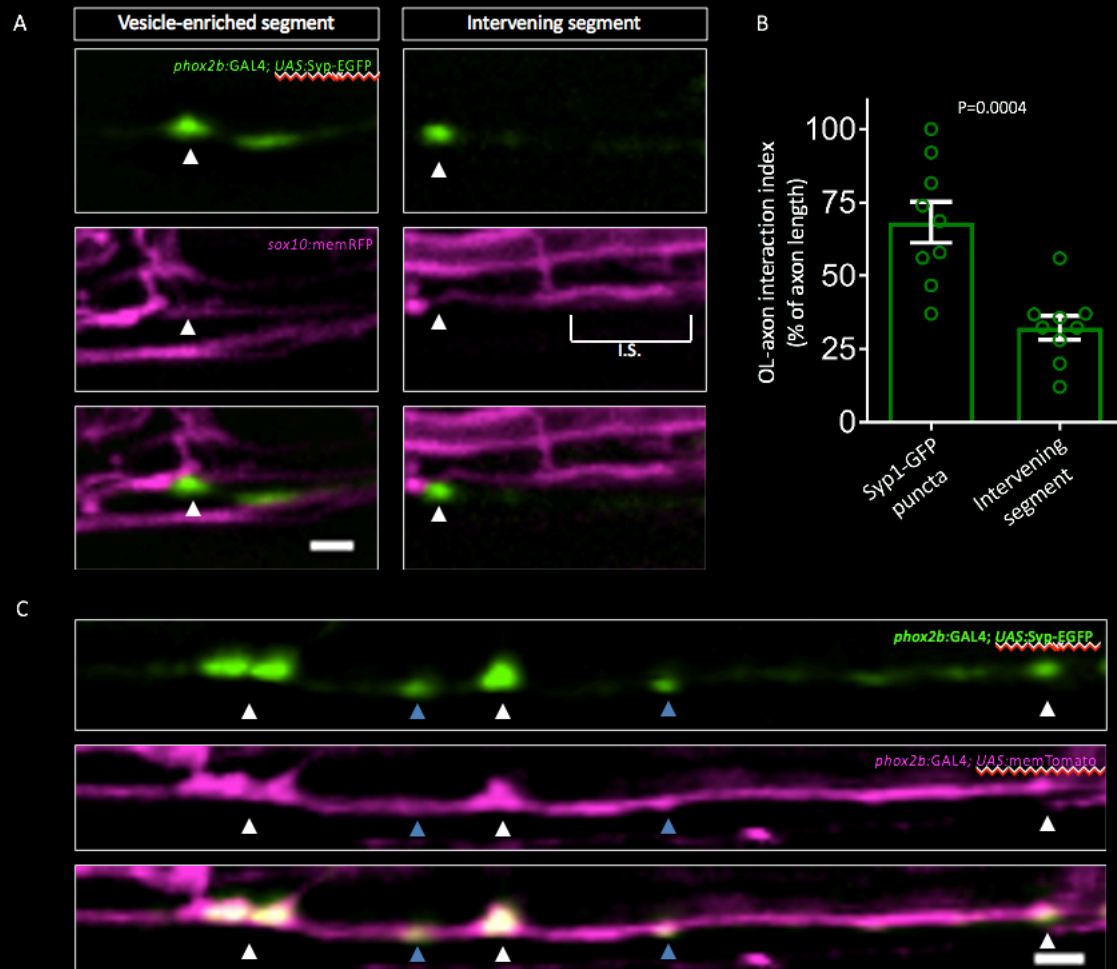 A
Vesicle-enriched segment
Intervening segment
phox2b:GAL4; UAS:Syp-EGFP
sox10:memRFP
I.S.
B
P=0.0004
OL-axon interaction index
(% of axon length)
100
75
50
25
0
Syp1-GFP
puncta
Intervening
segment
C
phox2b:GAL4; UAS:Syp-EGFP
phox2b:GAL4; UAS:memTomato